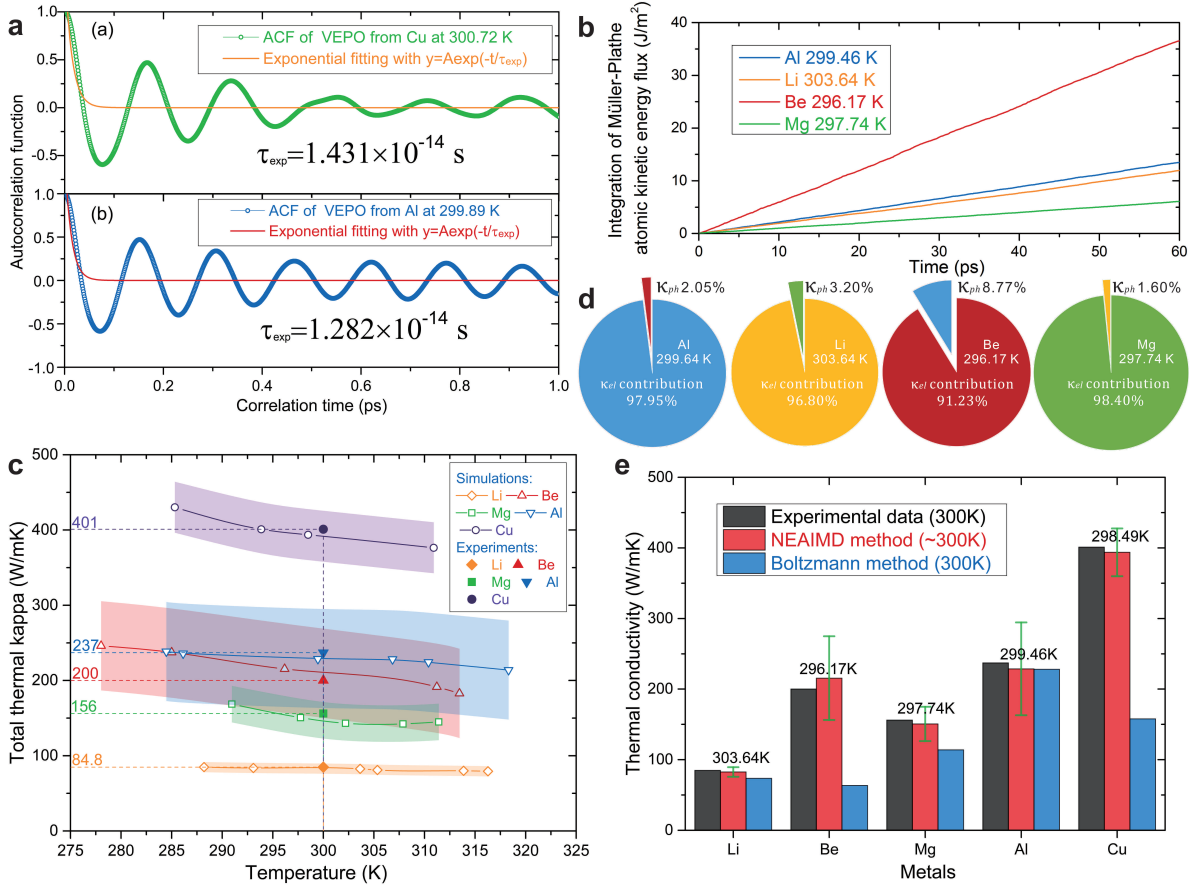 a
(a)
ACF of VEPO from Cu at 300.72 K
Exponential fitting with y=Aexp(-t/τexp)
1.0
0.5
0.0
-0.5
τexp=1.431×10-14 s
Autocorrelation function
(b)
ACF of VEPO from Al at 299.89 K
Exponential fitting with y=Aexp(-t/τexp)
1.0
0.5
0.0
-0.5
-1.0
τexp=1.282×10-14 s
0.0 0.2 0.4 0.6 0.8 1.0
Correlation time (ps)
b
Integration of Müller-Plathe
atomic kinetic energy flux (J/m2)
40
30
20
10
0
Al 299.46 K
Li 303.64 K
Be 296.17 K
Mg 297.74 K
0 10 20 30 40 50 60
Time (ps)
d
κph 2.05%
Al
299.64 K
κel contribution
97.95%
κph 3.20%
Li
303.64 K
κel contribution
96.80%
κph 8.77%
Be
296.17 K
κel contribution
91.23%
κph 1.60%
Mg
297.74 K
κel contribution
98.40%
c
Total thermal kappa (W/mK)
500
400
300
200
100
0
401
237
200
156
84.8
Simulations:
Li Be
Mg Al
Cu
Experiments:
Li Be
Mg Al
Cu
275 280 285 290 295 300 305 310 315 320 325
Temperature (K)
e
Thermal conductivity (W/mK)
500
400
300
200
100
0
Experimental data (300K)
NEAIMD method (~300K)
Boltzmann method (300K)
303.64K
296.17K
297.74K
299.46K
298.49K
Li Be Mg Al Cu
Metals